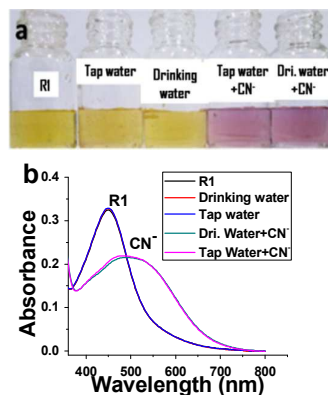 a
R1
Tap water
Drinking
water
Tap water
+CN-
Dri. water
+CN-
b
0.4
0.3
0.2
0.1
0.0
Absorbance
R1
CN-
R1
Drinking water
Tap water
Dri. Water+CN-
Tap Water+CN-
400 500 600 700 800
Wavelength (nm)